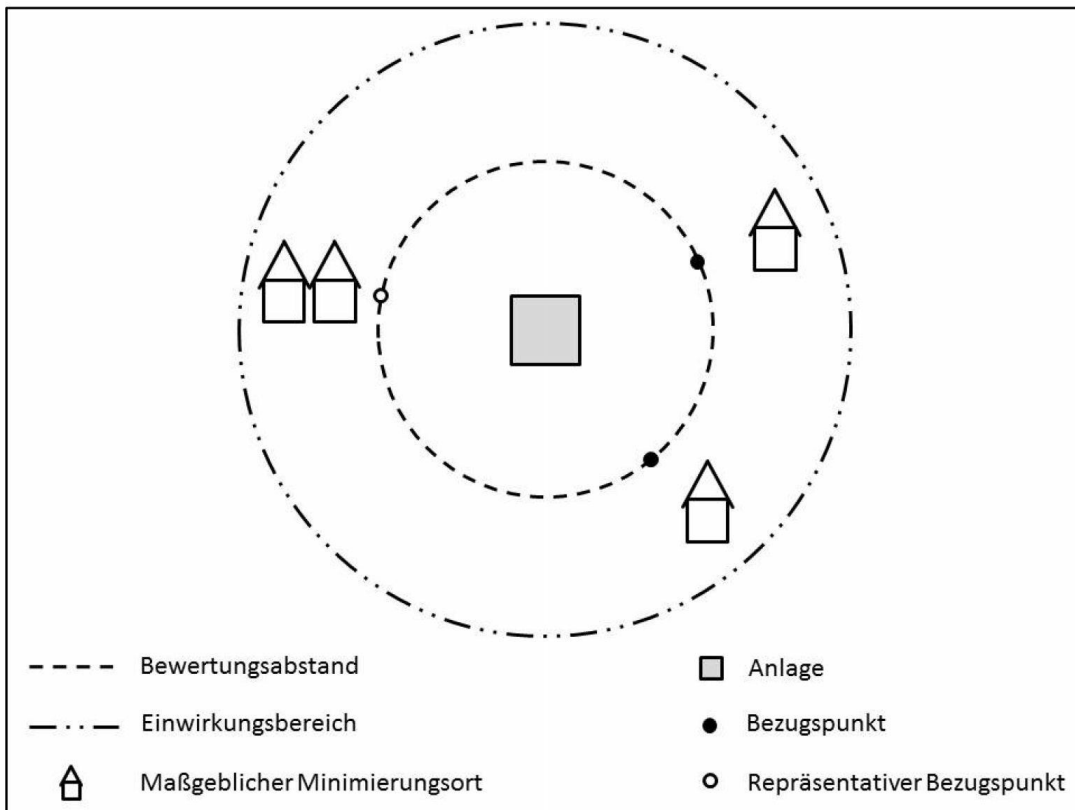 Bewertungsabstand
Anlage
Einwirkungsbereich
Bezugspunkt
Maßgeblicher Minimierungsort
Repräsentativer Bezugspunkt